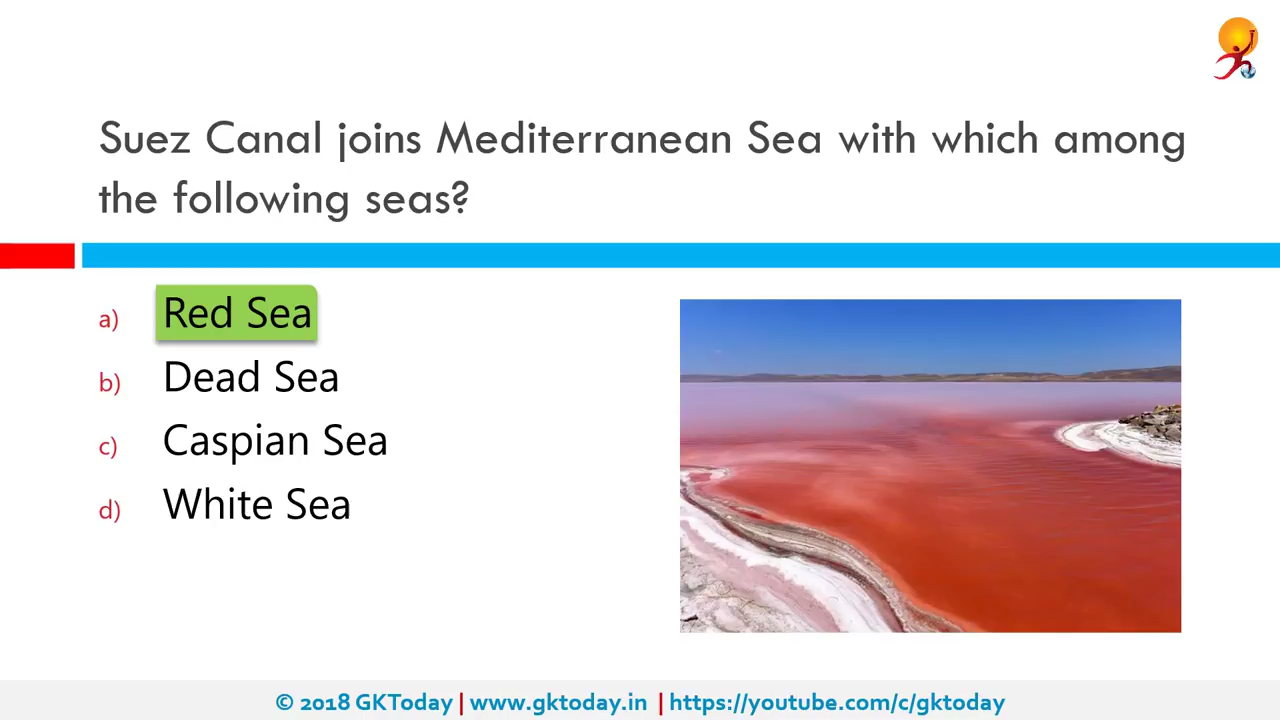 Suez Canal joins Mediterranean Sea with which among
the following seas?
a) Red Sea
b) Dead Sea
c) Caspian Sea
d) White Sea
© 2018 GKToday | www.gktoday.in | https://youtube.com/c/gktoday